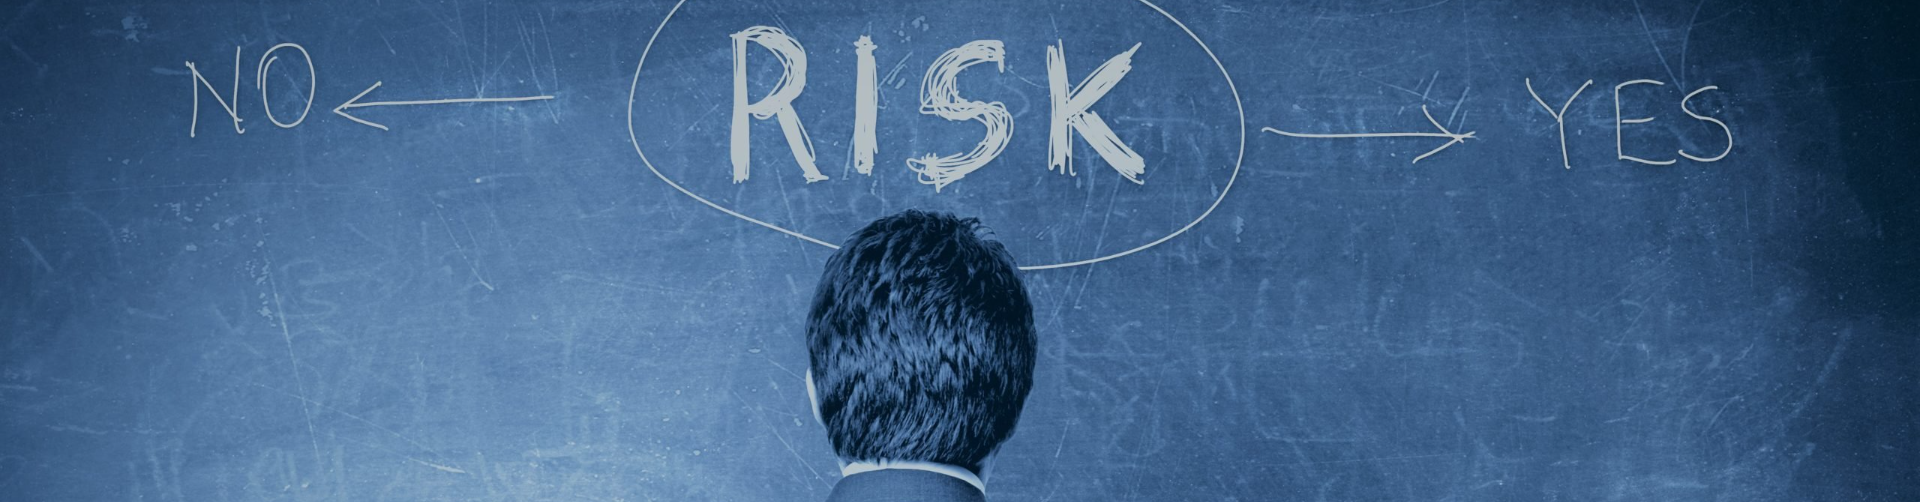 NO RISK YES